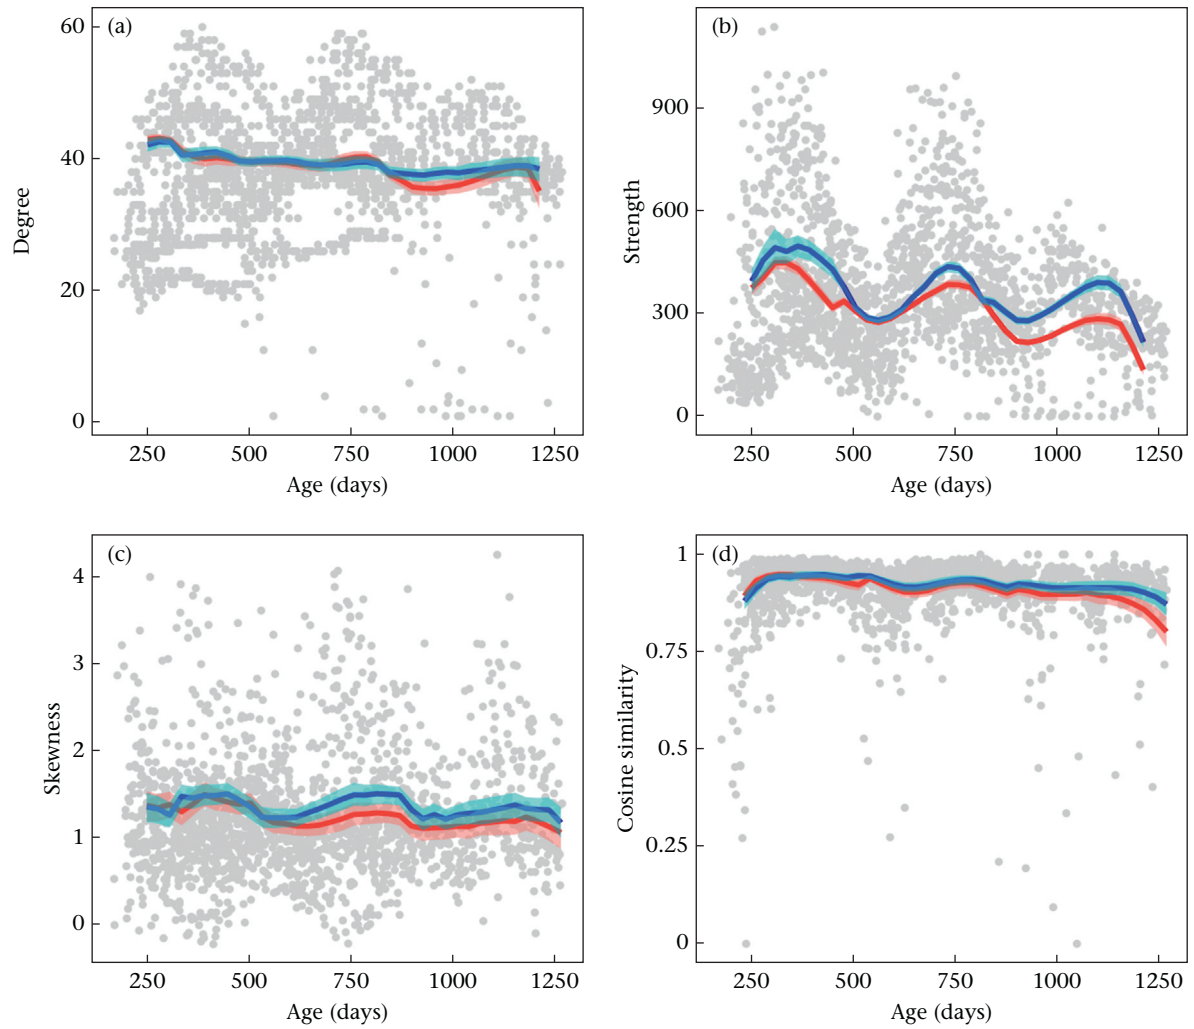 (a)
60
40
20
0
Degree
250 500 750 1000 1250
Age (days)
(b)
900
600
300
0
Strength
250 500 750 1000 1250
Age (days)
(c)
4
3
2
1
0
Skewness
250 500 750 1000 1250
Age (days)
(d)
1
0.75
0.5
0.25
0
Cosine similarity
250 500 750 1000 1250
Age (days)